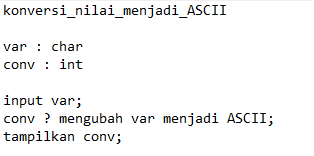 konversi_nilai_menjadi_ASCII
var : char
conv : int
input var;
conv ? mengubah var menjadi ASCII;
tampilkan conv;